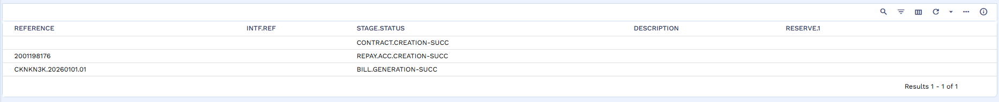 REFERENCE INTF.REF STAGE.STATUS DESCRIPTION RESERVE.1
CONTRACT.CREATION-SUCC
2001198176 REPAY.ACC.CREATION-SUCC
CKNKN3K.20260101.01 BILL.GENERATION-SUCC
Results 1 - 1 of 1